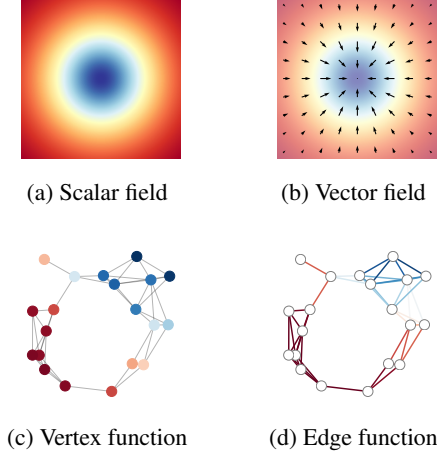 (a) Scalar field
(b) Vector field
(c) Vertex function
(d) Edge function